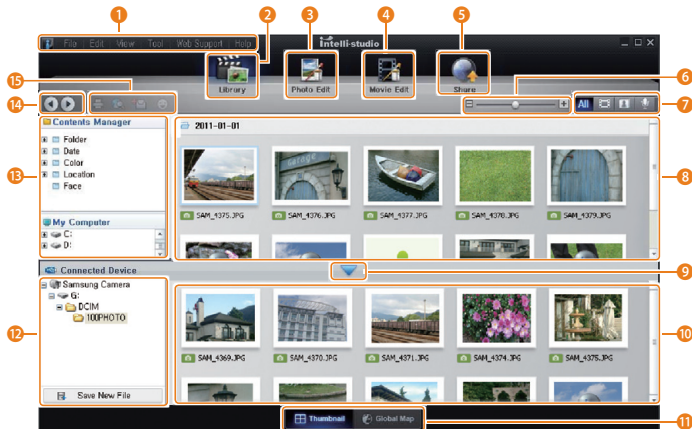 1 2 3 4 5
File Edit View Tool Web Support Help
Intelli-studio
Library Photo Edit Movie Edit Share
15
6
14
All
7
Contents Manager
2011-01-01
Folder
Date
Color
Location
Face
13
8
SAM_4375.JPG SAM_4376.JPG SAM_4377.JPG SAM_4378.JPG SAM_4379.JPG
My Computer
C:
D:
Connected Device
9
Samsung Camera
G:
DCIM
100PHOTO
12
10
SAM_4369.JPG SAM_4370.JPG SAM_4371.JPG SAM_4374.JPG SAM_4375.JPG
Save New File
Thumbnail Global Map
11